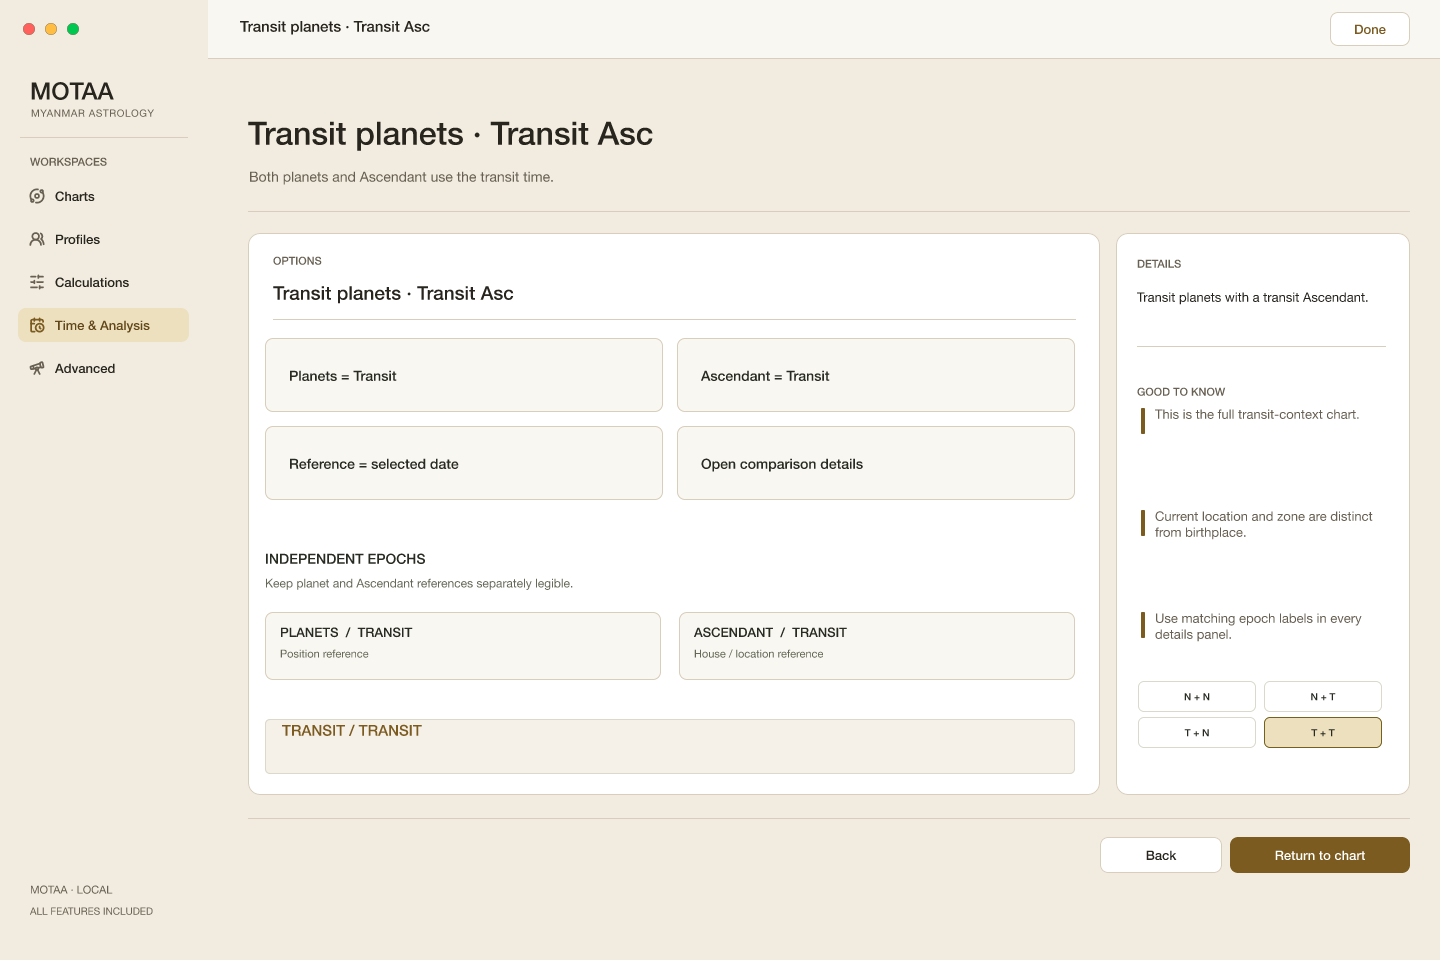 Transit planets · Transit Asc
Done
MOTAA
MYANMAR ASTROLOGY
WORKSPACES
Charts
Profiles
Calculations
Time & Analysis
Advanced
MOTAA · LOCAL
ALL FEATURES INCLUDED
Transit planets · Transit Asc
Both planets and Ascendant use the transit time.
OPTIONS
Transit planets · Transit Asc
Planets = Transit
Ascendant = Transit
Reference = selected date
Open comparison details
INDEPENDENT EPOCHS
Keep planet and Ascendant references separately legible.
PLANETS / TRANSIT
Position reference
ASCENDANT / TRANSIT
House / location reference
TRANSIT / TRANSIT
DETAILS
Transit planets with a transit Ascendant.
GOOD TO KNOW
This is the full transit-context chart.
Current location and zone are distinct
from birthplace.
Use matching epoch labels in every
details panel.
N + N
N + T
T + N
T + T
Back
Return to chart